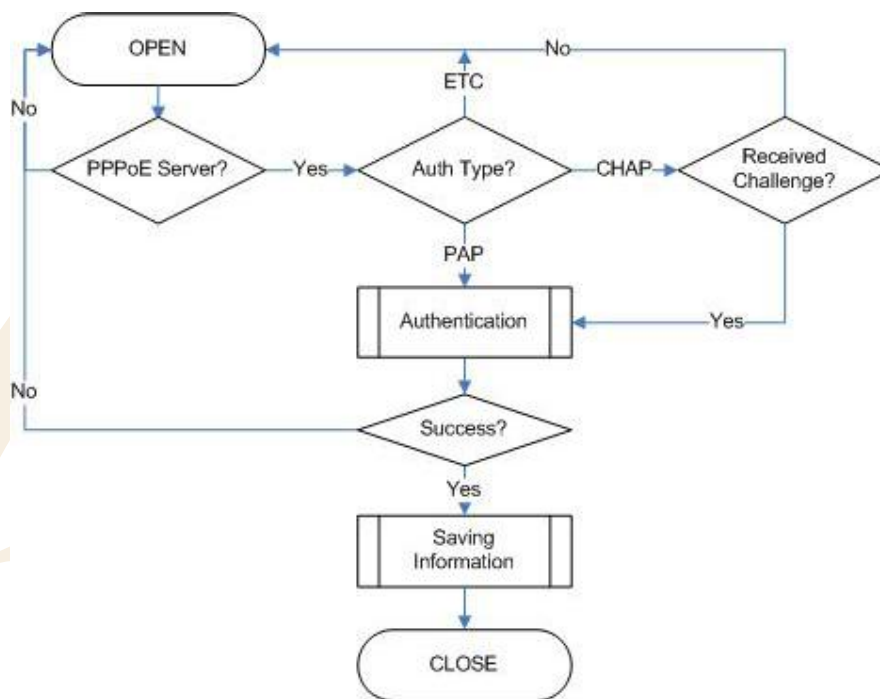 OPEN
No
ETC
No
PPPoE Server?
Yes
Auth Type?
CHAP
Received
Challenge?
PAP
Authentication
Yes
No
Success?
Yes
Saving
Information
CLOSE